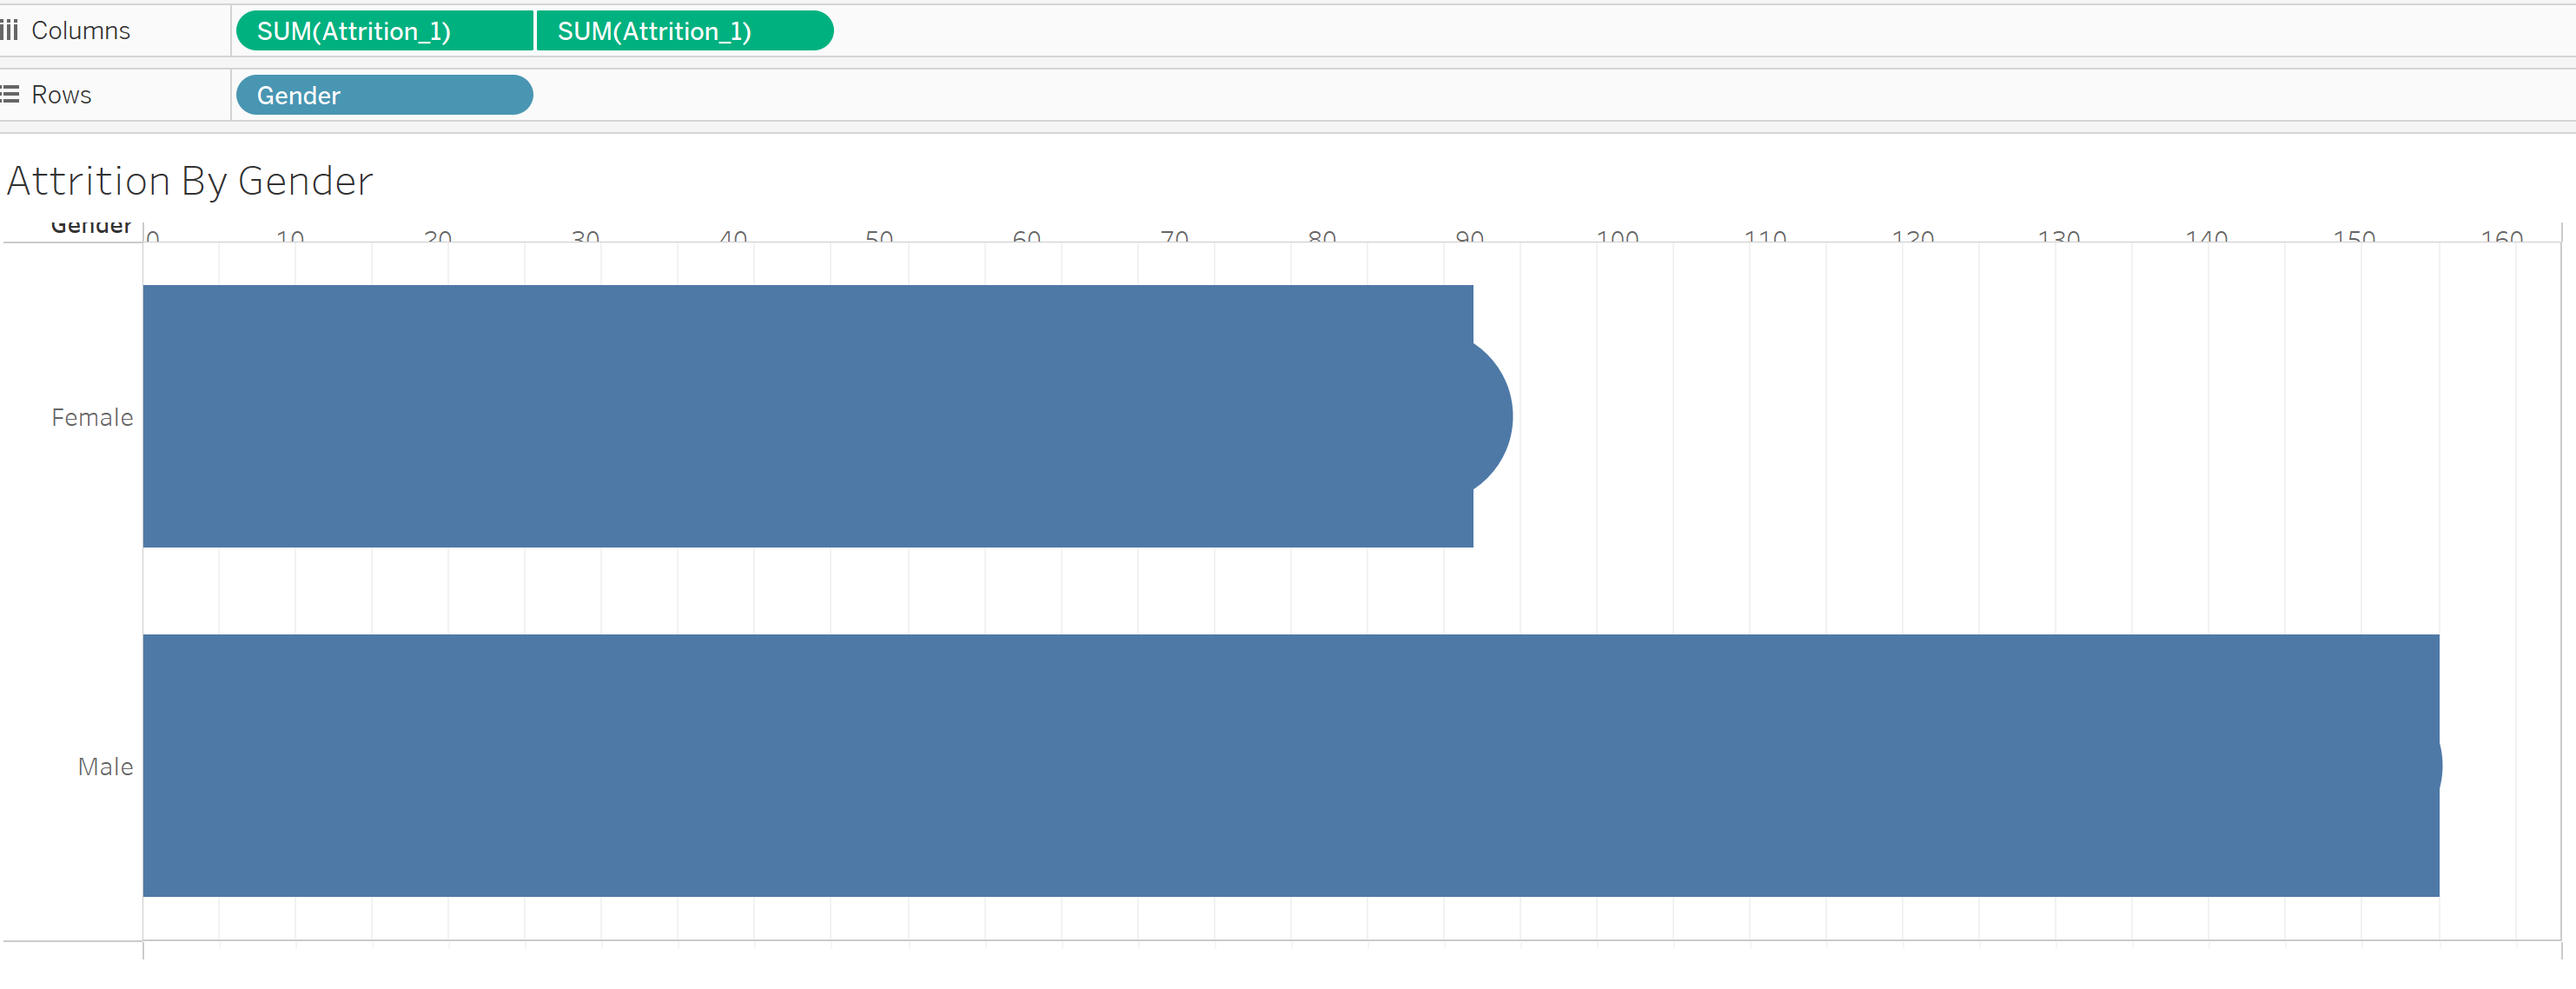 Columns SUM(Attrition_1) SUM(Attrition_1)
Rows Gender
Attrition By Gender
Gender 0 10 20 30 40 50 60 70 80 90 100 110 120 130 140 150 160
Female
Male